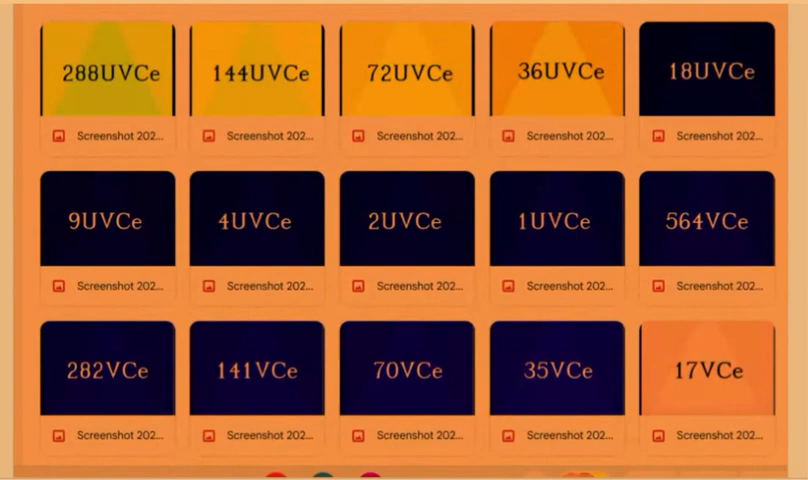 288UVCe 144UVCe 72UVCe 36UVCe 18UVCe
Screenshot 202... Screenshot 202... Screenshot 202... Screenshot 202... Screenshot 202...
9UVCe 4UVCe 2UVCe 1UVCe 564VCe
Screenshot 202... Screenshot 202... Screenshot 202... Screenshot 202... Screenshot 202...
282VCe 141VCe 70VCe 35VCe 17VCe
Screenshot 202... Screenshot 202... Screenshot 202... Screenshot 202... Screenshot 202...